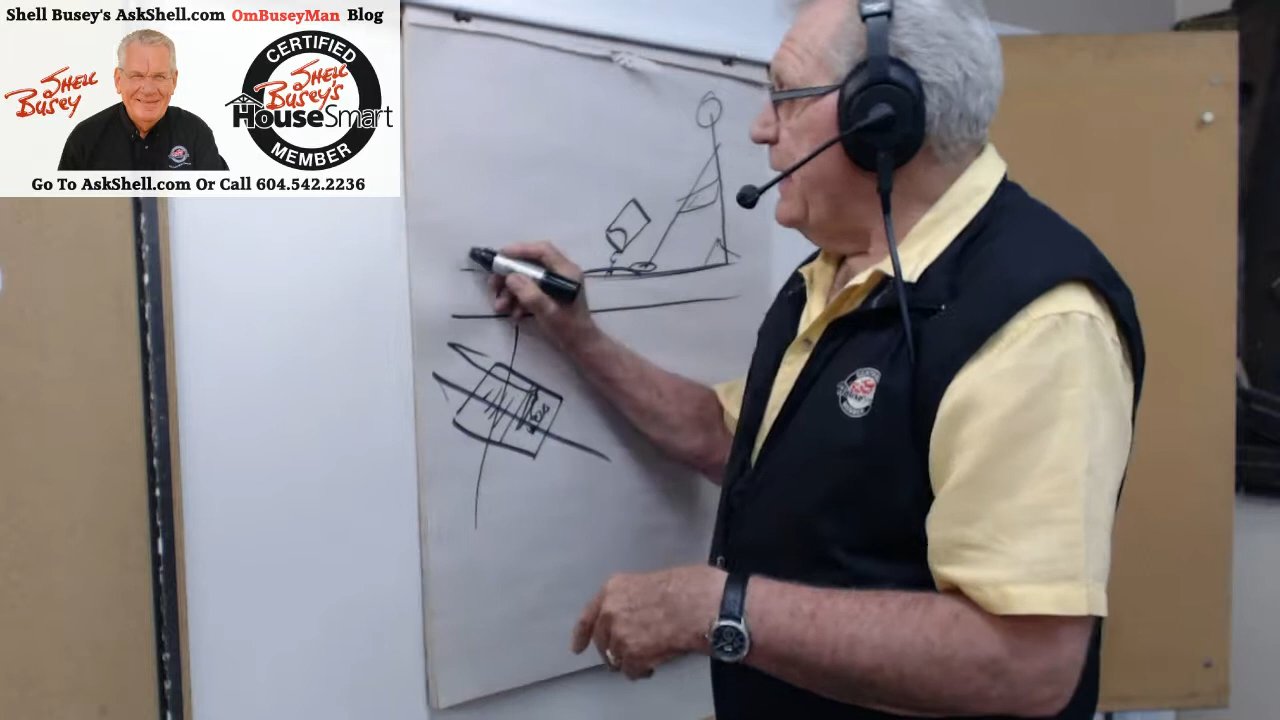 Shell Busey's AskShell.com OmBuseyMan Blog
SHELL BUSEY
CERTIFIED
SHELL BUSEY'S
HouseSmart
MEMBER
Go To AskShell.com Or Call 604.542.2236